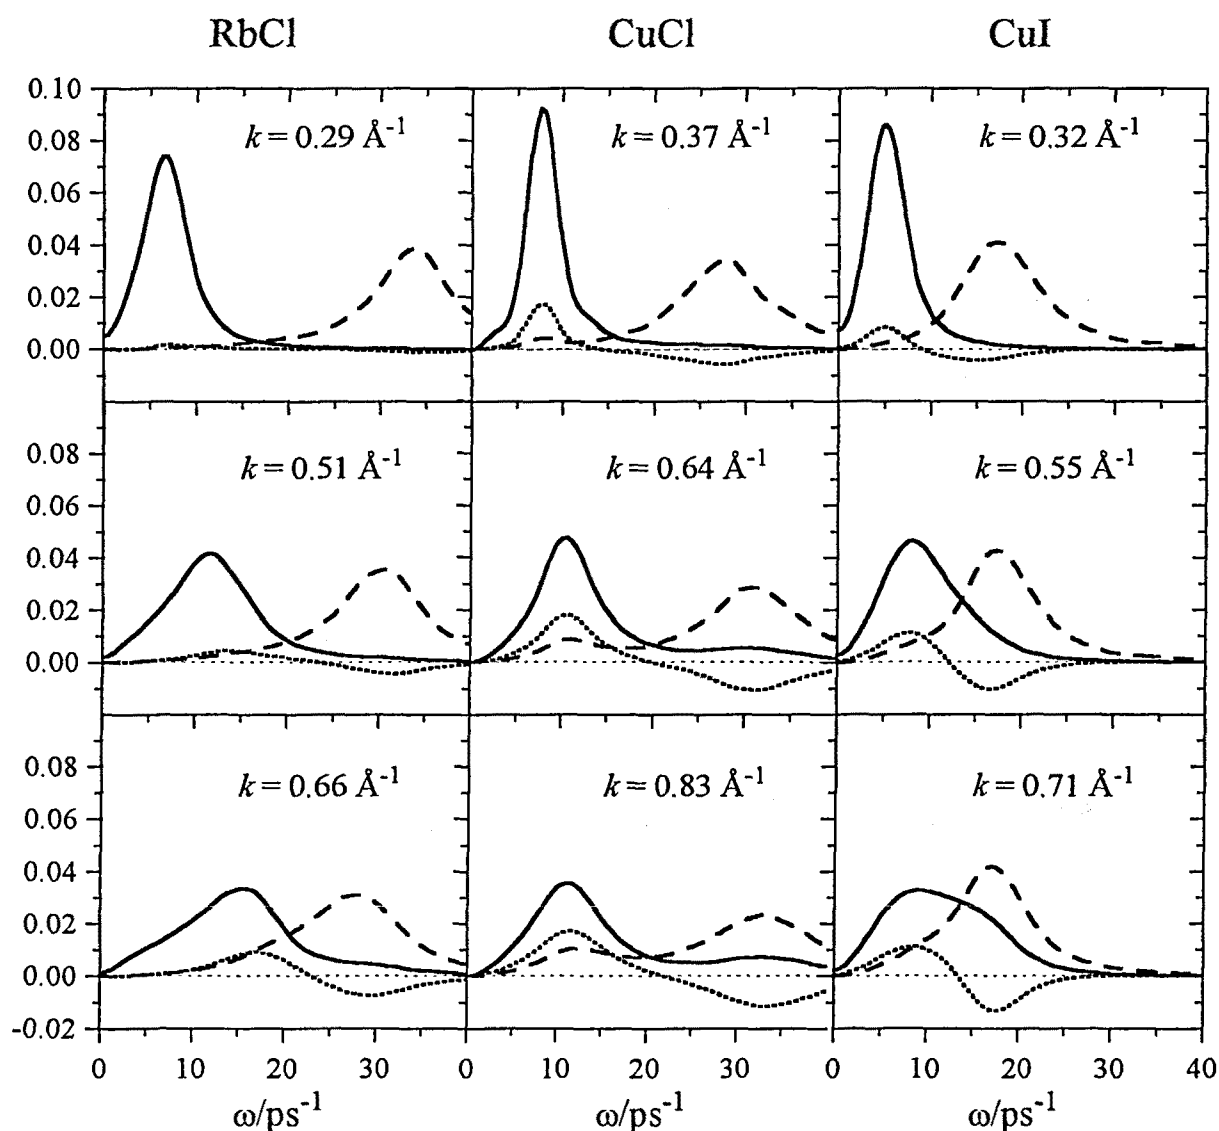 RbCl CuCl CuI
0.10
k = 0.29 Å-1 k = 0.37 Å-1 k = 0.32 Å-1
0.08
0.06
0.04
0.02
0.00
k = 0.51 Å-1 k = 0.64 Å-1 k = 0.55 Å-1
0.08
0.06
0.04
0.02
0.00
k = 0.66 Å-1 k = 0.83 Å-1 k = 0.71 Å-1
0.08
0.06
0.04
0.02
0.00
-0.02
0 10 20 30 0 10 20 30 0 10 20 30 40
ω/ps-1 ω/ps-1 ω/ps-1